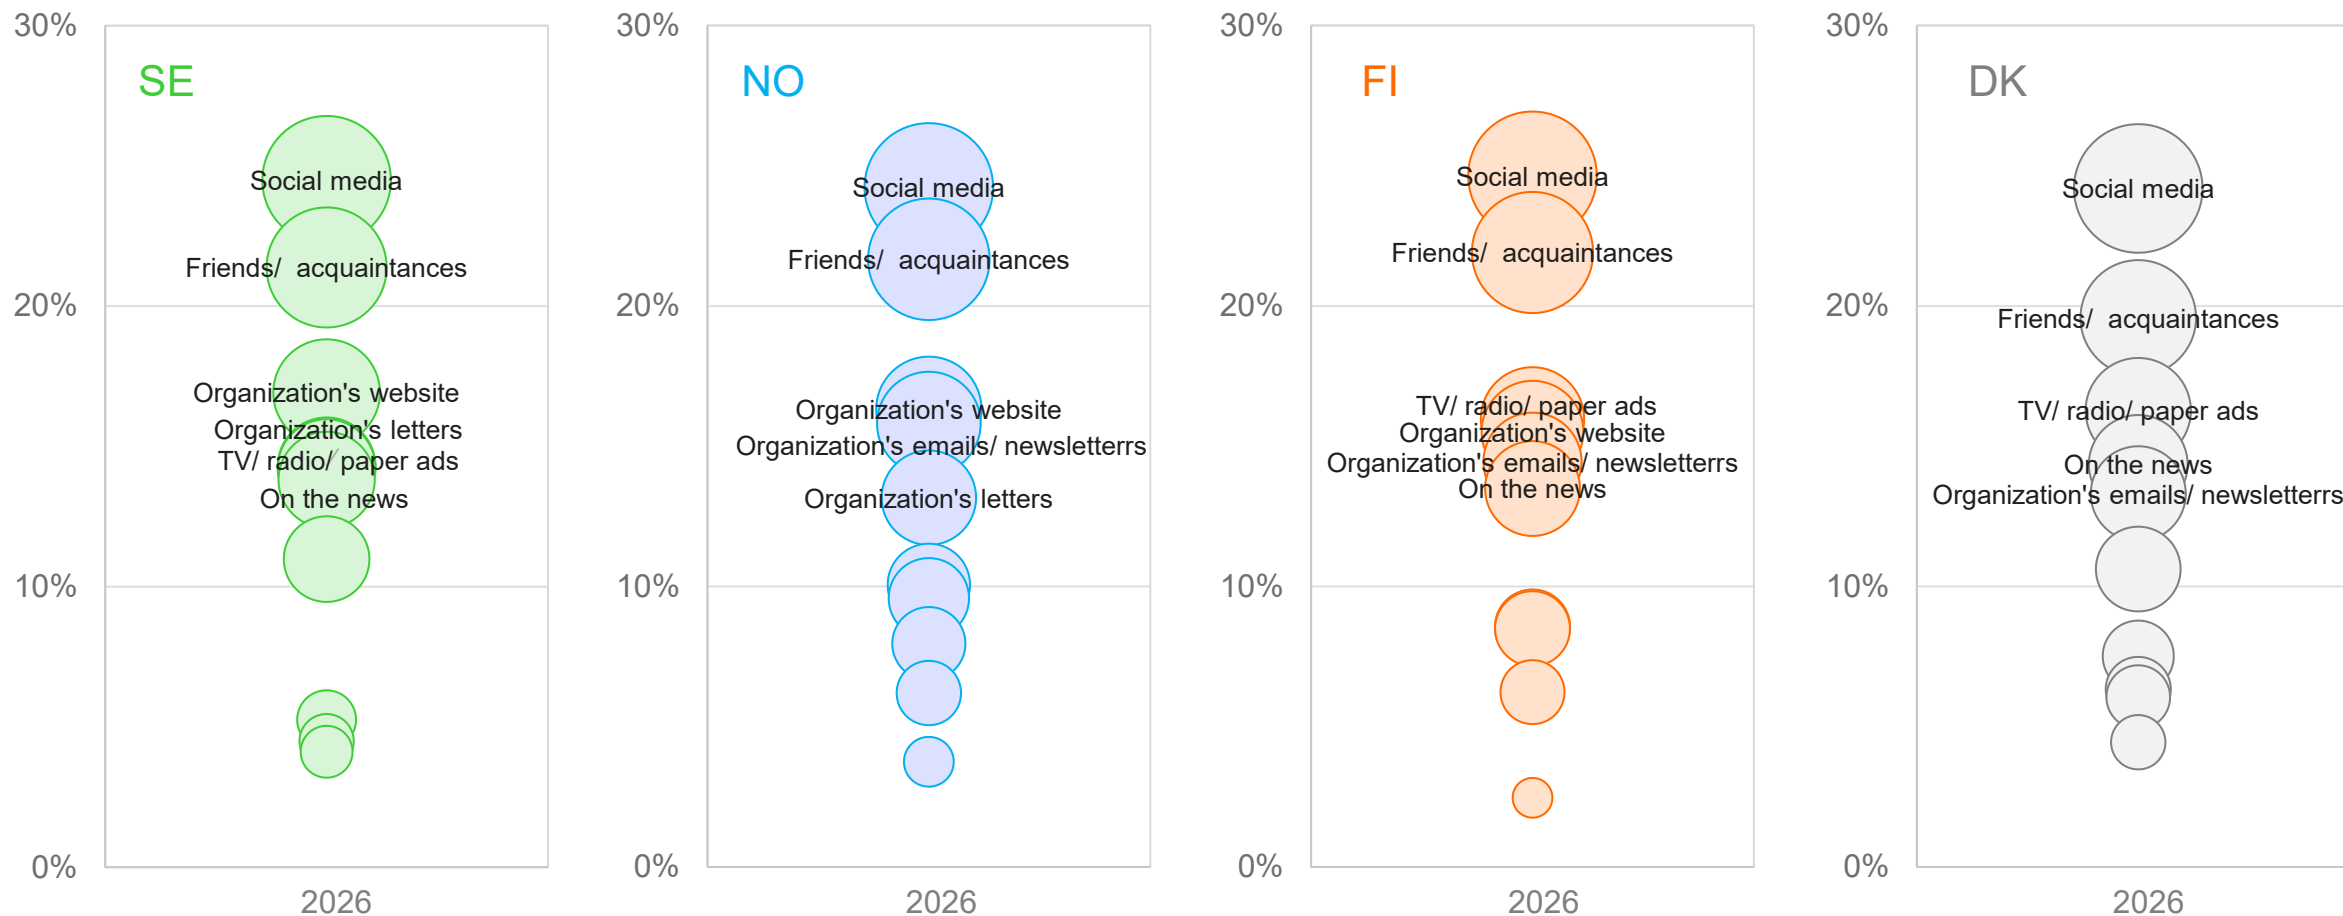 SE
30%
20%
10%
0%
Social media
Friends/  acquaintances
Organization's website
Organization's letters
TV/ radio/ paper ads
On the news
2026
NO
30%
20%
10%
0%
Social media
Friends/  acquaintances
Organization's website
Organization's emails/ newsletterrs
Organization's letters
2026
FI
30%
20%
10%
0%
Social media
Friends/  acquaintances
TV/ radio/ paper ads
Organization's website
Organization's emails/ newsletterrs
On the news
2026
DK
30%
20%
10%
0%
Social media
Friends/  acquaintances
TV/ radio/ paper ads
On the news
Organization's emails/ newsletterrs
2026